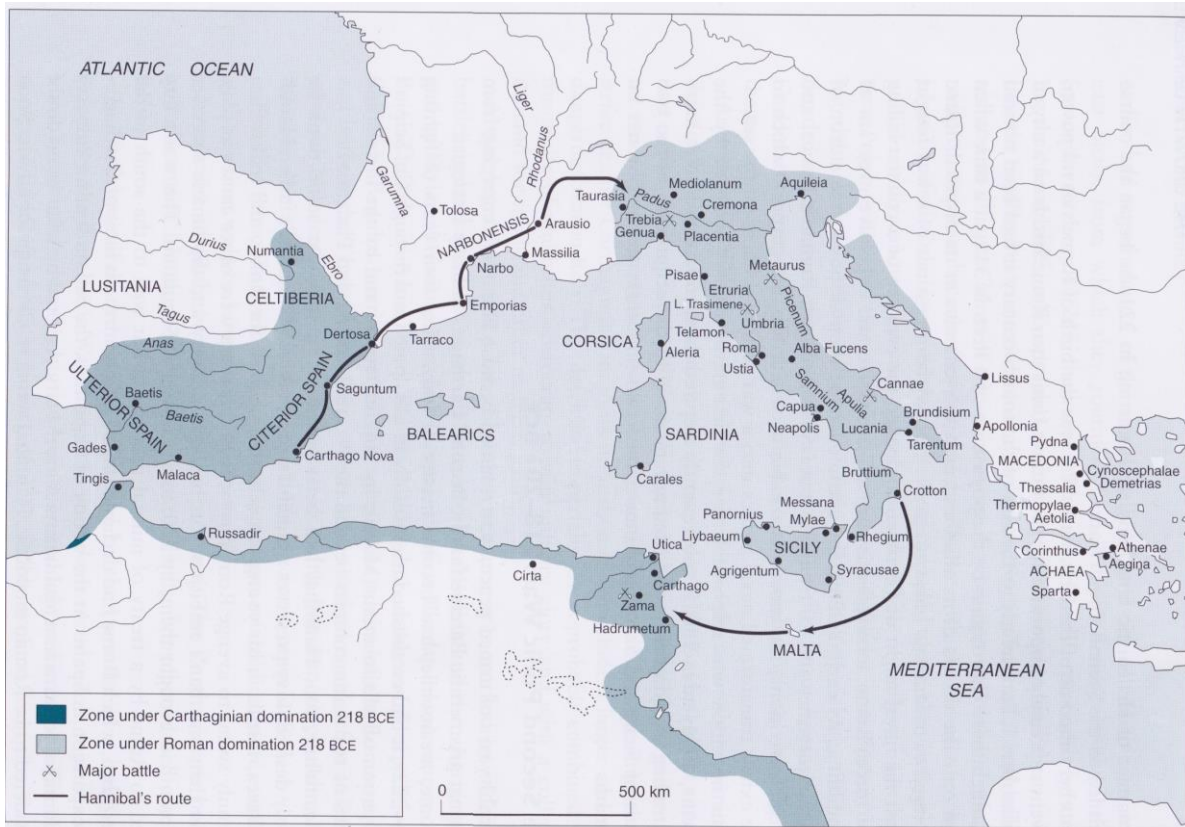 ATLANTIC OCEAN
Liger
Rhodanus
Garumna
Tolosa
Taurasia
Padus
Mediolanum
Cremona
Aquileia
Trebia
Genua
Placentia
Arausio
NARBONENSIS
Massilia
Narbo
Durius
Numantia
Ebro
LUSITANIA
CELTIBERIA
Tagus
Emporias
Pisae
Metaurus
Picenum
Etruria
L. Trasimene
Umbria
Telamon
Dertosa
Tarraco
Anas
CORSICA
Aleria
Roma
Ustia
Alba Fucens
Samnium
Apulia
Cannae
Lissus
ULTERIOR SPAIN
Baetis
Baetis
CITERIOR SPAIN
Saguntum
BALEARICS
SARDINIA
Capua
Neapolis
Lucania
Brundisium
Tarentum
Apollonia
Pydna
MACEDONIA
Cynoscephalae
Demetrias
Thessalia
Gades
Malaca
Carthago Nova
Carales
Bruttium
Crotton
Thermopylae
Aetolia
Tingis
Russadir
Panornius
Messana
Mylae
Liybaeum
SICILY
Rhegium
Corinthus
Athenae
Aegina
ACHAEA
Sparta
Utica
Cirta
Carthago
Agrigentum
Syracusae
Zama
Hadrumetum
MALTA
MEDITERRANEAN
SEA
Zone under Carthaginian domination 218 BCE
Zone under Roman domination 218 BCE
Major battle
Hannibal's route
0 500 km